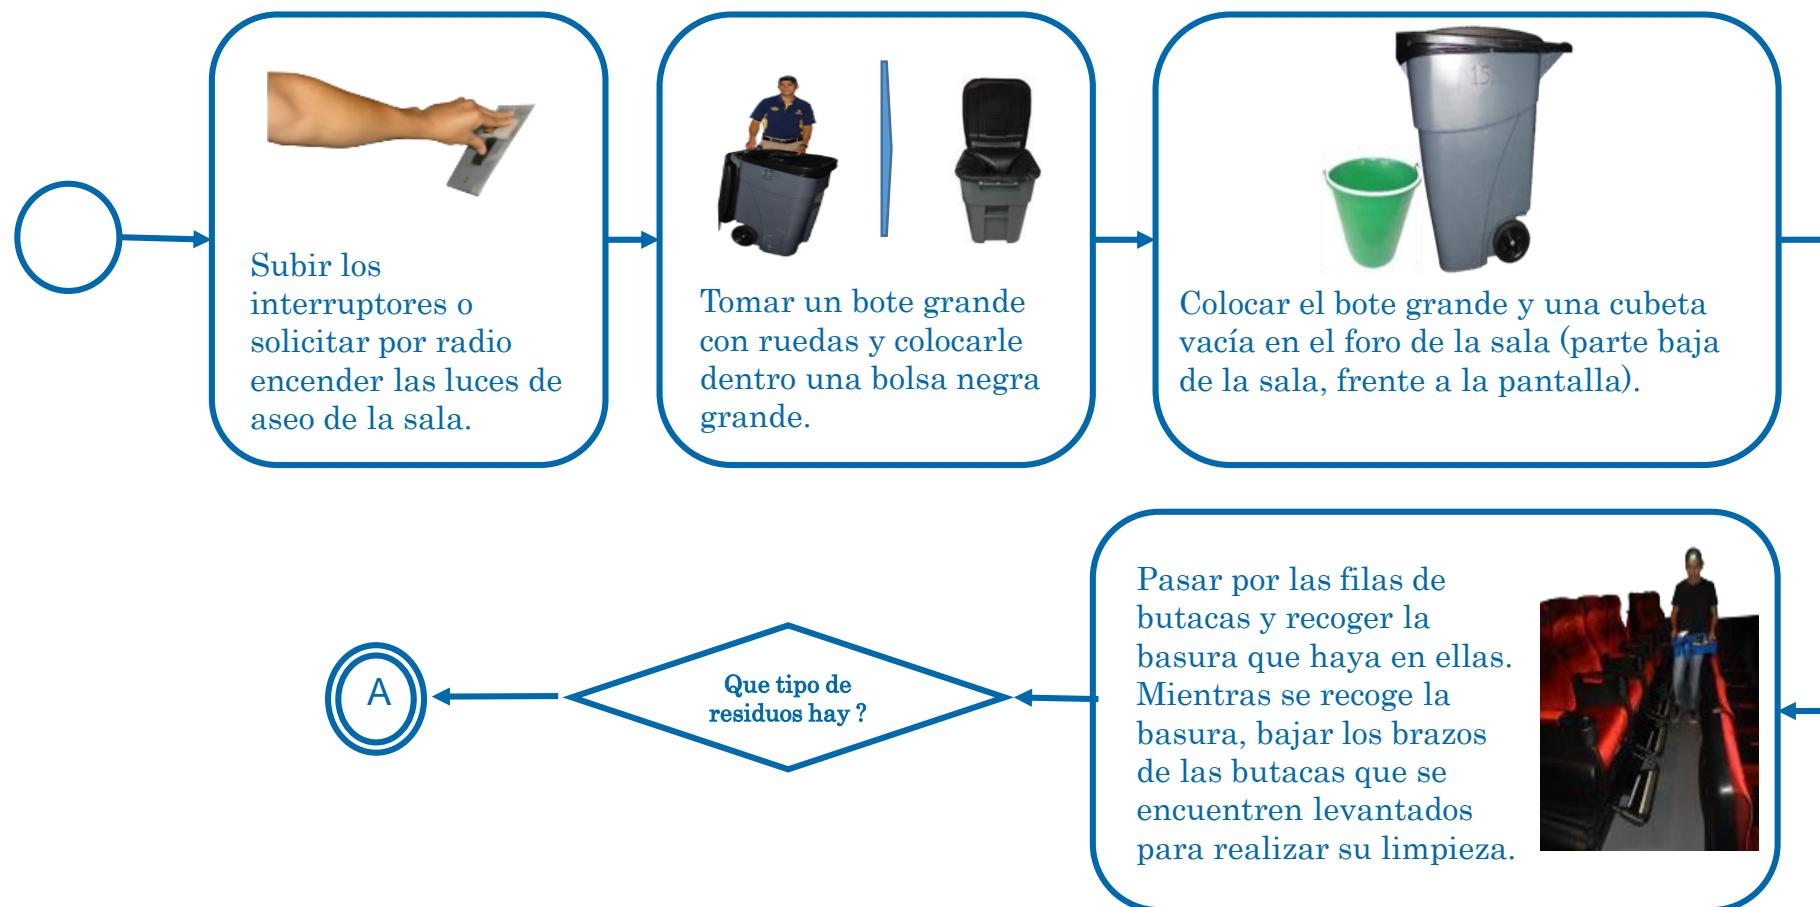 Subir los
interruptores o
solicitar por radio
encender las luces de
aseo de la sala.
Tomar un bote grande
con ruedas y colocarle
dentro una bolsa negra
grande.
15
Colocar el bote grande y una cubeta
vacía en el foro de la sala (parte baja
de la sala, frente a la pantalla).
Pasar por las filas de
butacas y recoger la
basura que haya en ellas.
Mientras se recoge la
basura, bajar los brazos
de las butacas que se
encuentren levantados
para realizar su limpieza.
Que tipo de
residuos hay ?
A